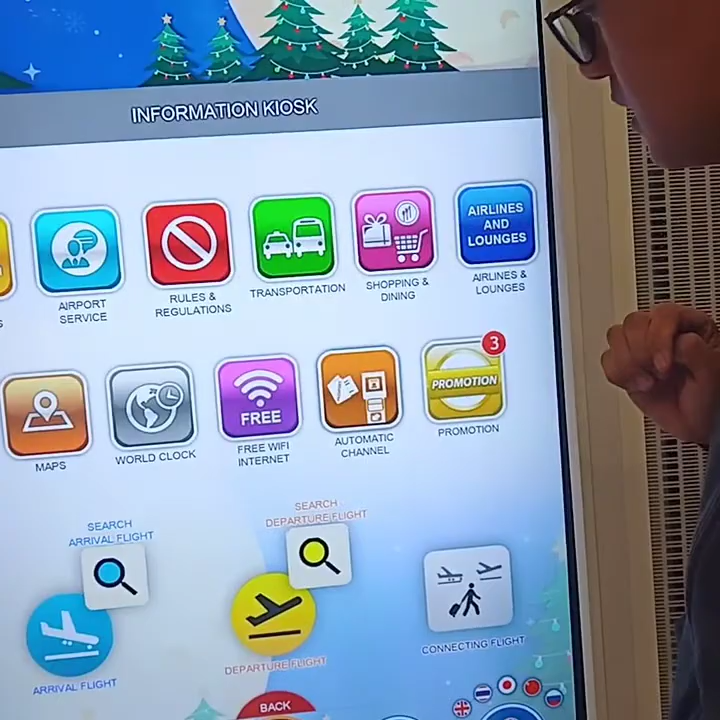 INFORMATION KIOSK
AIRLINES
AND
LOUNGES
AIRPORT
SERVICE
RULES &
REGULATIONS
TRANSPORTATION
SHOPPING &
DINING
AIRLINES &
LOUNGES
FREE
PROMOTION
3
MAPS
WORLD CLOCK
FREE WIFI
INTERNET
AUTOMATIC
CHANNEL
PROMOTION
SEARCH
ARRIVAL FLIGHT
SEARCH
DEPARTURE FLIGHT
ARRIVAL FLIGHT
DEPARTURE FLIGHT
CONNECTING FLIGHT
BACK